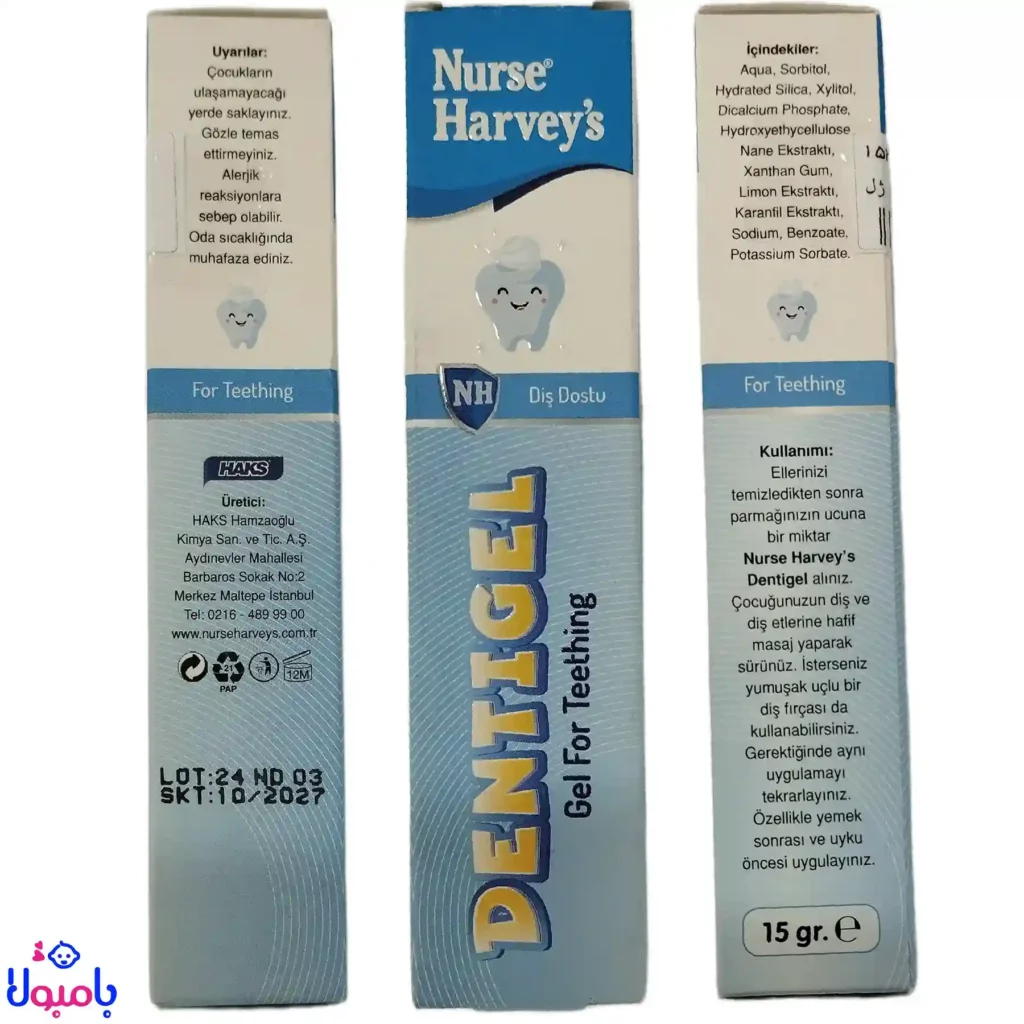 Uyarılar:
Çocukların
ulaşamayacağı
yerde saklayınız.
Gözle temas
ettirmeyiniz.
Alerjik
reaksiyonlara
sebep olabilir.
Oda sıcaklığında
muhafaza ediniz.
For Teething
HAKS
Üretici:
HAKS Hamzaoğlu
Kimya San. ve Tic. A.Ş.
Aydınevler Mahallesi
Barbaros Sokak No:2
Merkez Maltepe İstanbul
Tel: 0216 - 489 99 00
www.nurseharveys.com.tr
21
PAP
12M
LOT:24 ND 03
SKT:10/2027
Nurse®
Harvey's
NH
Diş Dostu
DENTIGEL
Gel For Teething
İçindekiler:
Aqua, Sorbitol,
Hydrated Silica, Xylitol,
Dicalcium Phosphate,
Hydroxyethycellulose
Nane Ekstraktı,
Xanthan Gum,
Limon Ekstraktı,
Karanfil Ekstraktı,
Sodium, Benzoate,
Potassium Sorbate.
For Teething
Kullanımı:
Ellerinizi
temizledikten sonra
parmağınızın ucuna
bir miktar
Nurse Harvey's
Dentigel alınız.
Çocuğunuzun diş ve
diş etlerine hafif
masaj yaparak
sürünüz. İsterseniz
yumuşak uçlu bir
diş fırçası da
kullanabilirsiniz.
Gerektiğinde aynı
uygulamayı
tekrarlayınız.
Özellikle yemek
sonrası ve uyku
öncesi uygulayınız.
15 gr. ℮
بامبولا